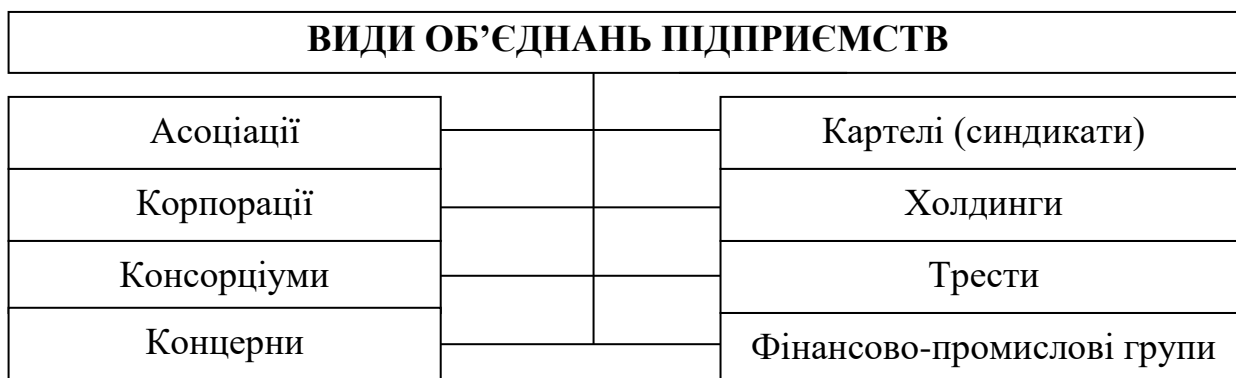 ВИДИ ОБ’ЄДНАНЬ ПІДПРИЄМСТВ
Асоціації
Корпорації
Консорціуми
Концерни
Картелі (синдикати)
Холдинги
Трести
Фінансово-промислові групи